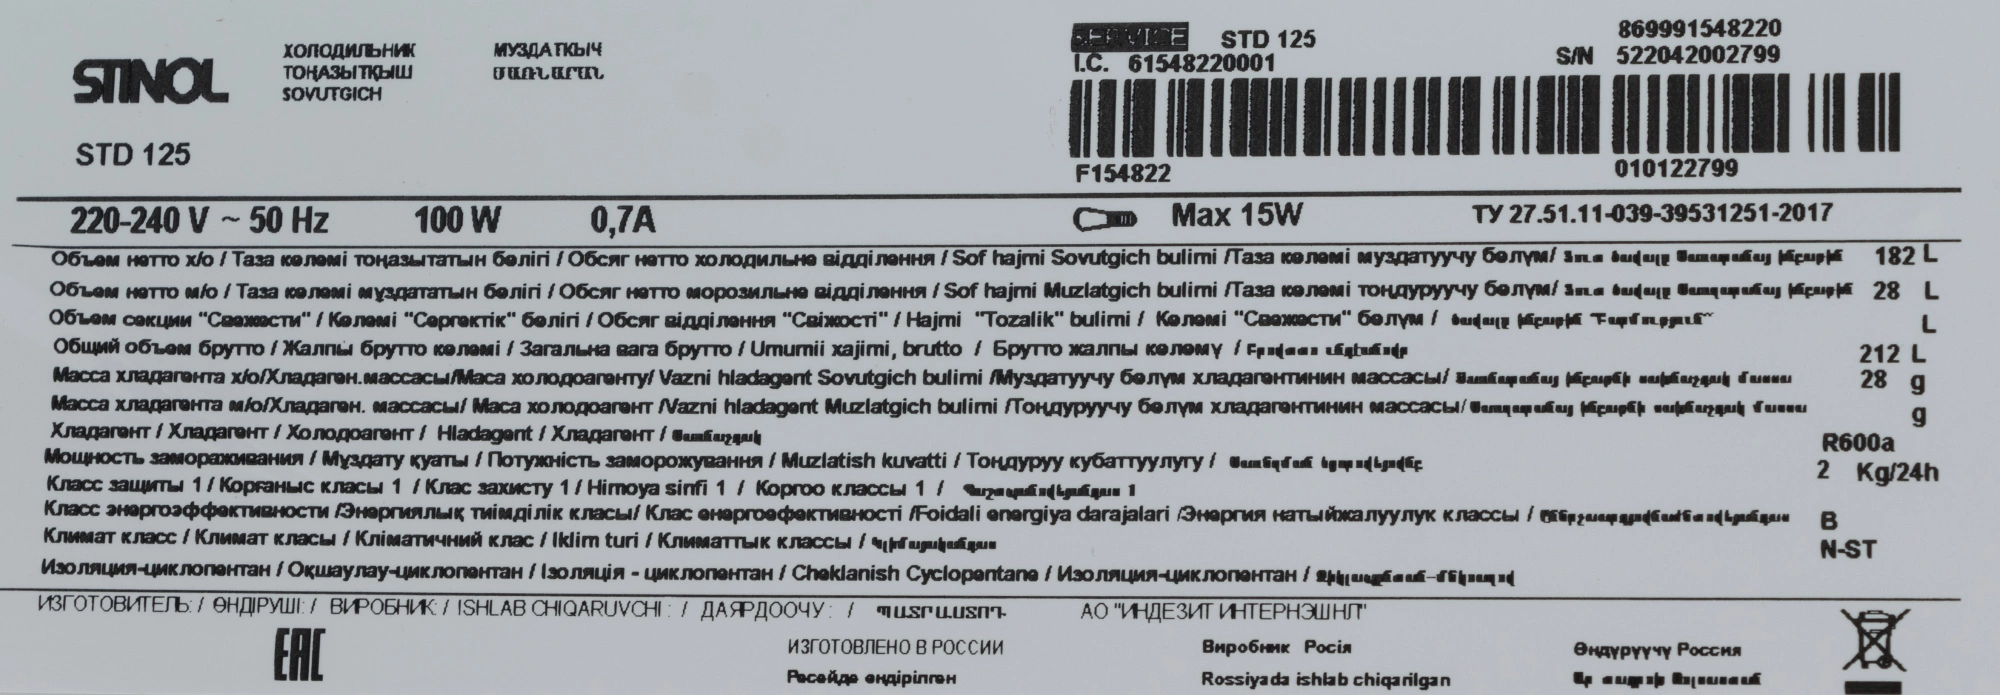 STINOL
ХОЛОДИЛЬНИК
ТОҢАЗЫТҚЫШ
SOVUTGICH
МУЗДАТКЫЧ
ՍԱՌՆԱՐԱՆ
STD 125
SERVICE STD 125
I.C. 61548220001
869991548220
S/N 522042002799
F154822 010122799
220-240 V ~ 50 Hz 100 W 0,7A Max 15W ТУ 27.51.11-039-39531251-2017
Объем нетто х/о / Таза көлемі тоңазытатын бөлігі / Обсяг нетто холодильне відділення / Sof hajmi Sovutgich bulimi /Таза көлөмі муздатуучу бөлүм/ 182 L
Объем нетто м/о / Таза көлемі мұздататын бөлігі / Обсяг нетто морозильне відділення / Sof hajmi Muzlatgich bulimi /Таза көлөмі тоңдуруучу бөлүм/ 28 L
Объем секции "Свежести" / Көлемі "Сергектік" бөлігі / Обсяг відділення "Свіжості" / Hajmi "Tozalik" bulimi / Көлөмі "Свежести" бөлүм / L
Общий объем брутто / Жалпы брутто көлемі / Загальна вага брутто / Umumii xajimi, brutto / Брутто жалпы көлөмү / 212 L
Масса хладагента х/о/Хладаген.массасы/Маса холодоагенту/ Vazni hladagent Sovutgich bulimi /Муздатуучу бөлүм хладагентинин массасы/ 28 g
Масса хладагента м/о/Хладаген. массасы/ Маса холодоагент /Vazni hladagent Muzlatgich bulimi /Тоңдуруучу бөлүм хладагентинин массасы/ g
Хладагент / Хладагент / Холодоагент / Hladagent / Хладагент / R600a
Мощность замораживания / Мұздату қуаты / Потужність заморожування / Muzlatish kuvatti / Тоңдуруу кубаттуулугу / 2 Kg/24h
Класс защиты 1 / Корғаныс класы 1 / Клас захисту 1 / Himoya sinfi 1 / Коргоо классы 1 / 1
Класс энергоэффективности /Энергиялық тиімділік класы/ Клас енергоефективності /Foidali energiya darajalari /Энергия натыйжалуулук классы / B
Климат класс / Климат класы / Кліматичний клас / Iklim turi / Климаттык классы / N-ST
Изоляция-циклопентан / Оқшаулау-циклопентан / Ізоляція - циклопентан / Cheklanish Cyclopentane / Изоляция-циклопентан /
ИЗГОТОВИТЕЛЬ: / ӨНДІРУШІ: / ВИРОБНИК: / ISHLAB CHIQARUVCHI : / ДАЯРДООЧУ : / ՊԱՏՐԱՍՏՈՂ АО "ИНДЕЗИТ ИНТЕРНЭШНЛ"
EAC
ИЗГОТОВЛЕНО В РОССИИ Виробник Росія Өндүрүүчү Россия
Ресейде өндірілген Rossiyada ishlab chiqarilgan